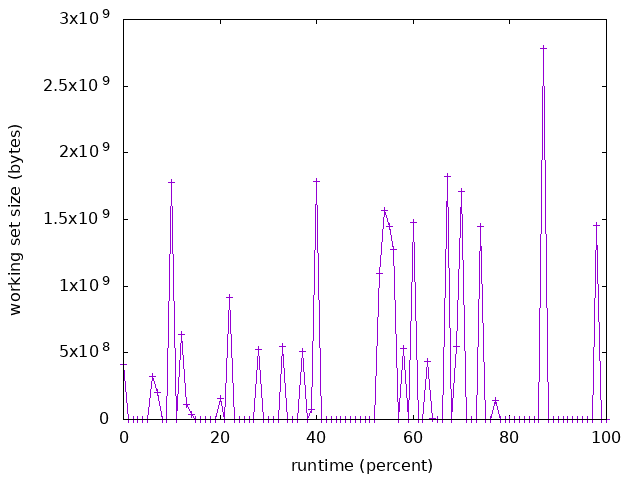 3x10^9
2.5x10^9
2x10^9
1.5x10^9
1x10^9
5x10^8
0
0 20 40 60 80 100
working set size (bytes)
runtime (percent)